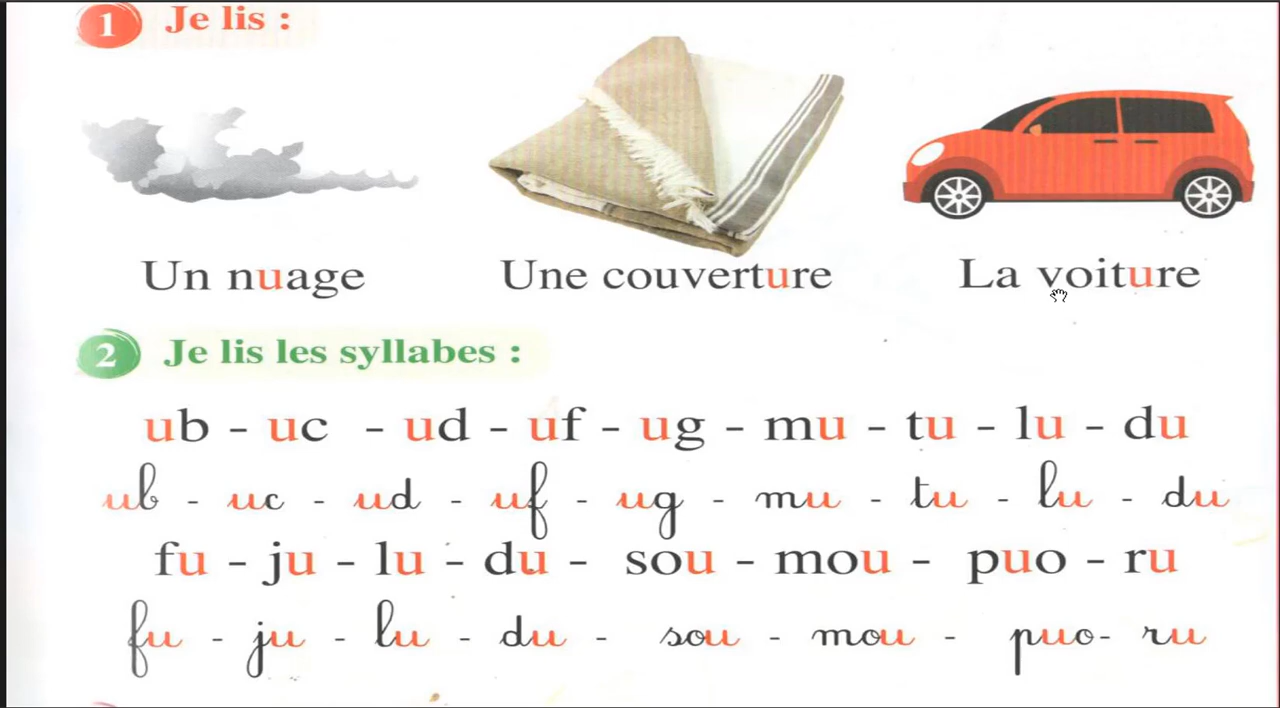 1 Je lis :
Un nuage Une couverture La voiture
2 Je lis les syllabes :
ub - uc - ud - uf - ug - mu - tu - lu - du
ub - uc - ud - uf - ug - mu - tu - lu - du
fu - ju - lu - du - sou - mou - puo - ru
fu - ju - lu - du - sou - mou - puo - ru